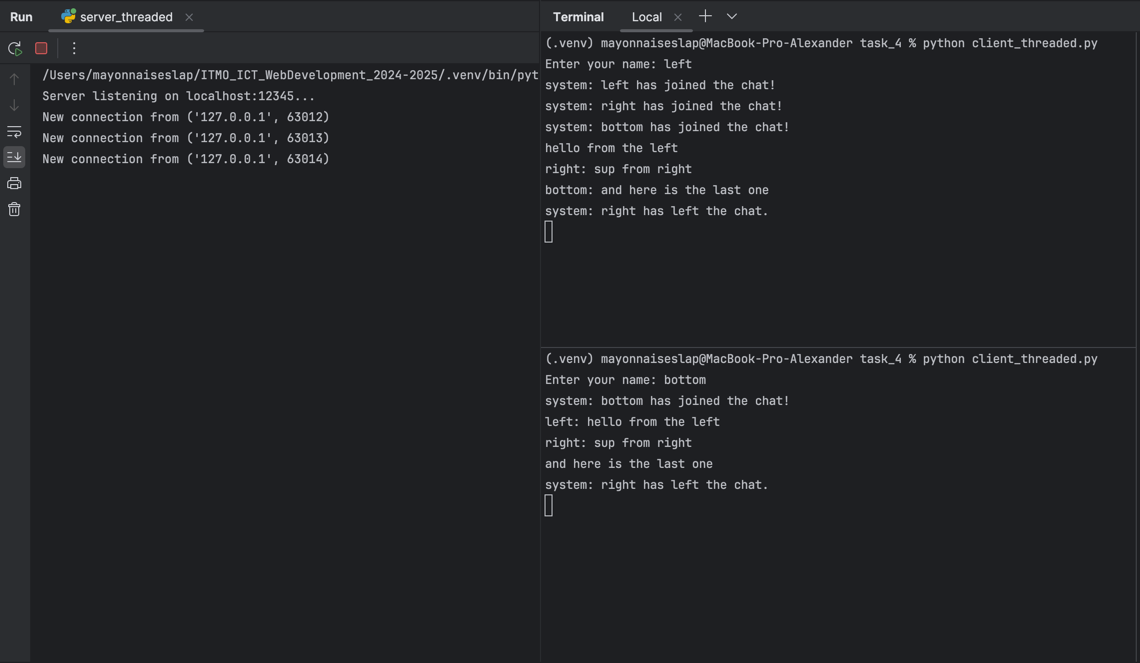 Run
server_threaded
/Users/mayonnaiseslap/ITMO_ICT_WebDevelopment_2024-2025/.venv/bin/pyt
Server listening on localhost:12345...
New connection from ('127.0.0.1', 63012)
New connection from ('127.0.0.1', 63013)
New connection from ('127.0.0.1', 63014)
Terminal
Local
(.venv) mayonnaiseslap@MacBook-Pro-Alexander task_4 % python client_threaded.py
Enter your name: left
system: left has joined the chat!
system: right has joined the chat!
system: bottom has joined the chat!
hello from the left
right: sup from right
bottom: and here is the last one
system: right has left the chat.
(.venv) mayonnaiseslap@MacBook-Pro-Alexander task_4 % python client_threaded.py
Enter your name: bottom
system: bottom has joined the chat!
left: hello from the left
right: sup from right
and here is the last one
system: right has left the chat.